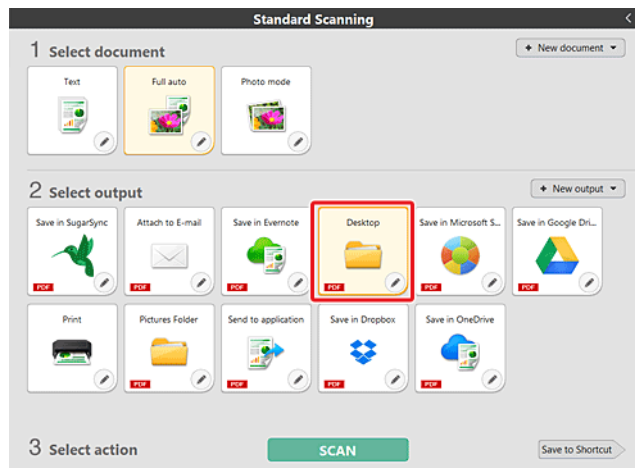 Standard Scanning
1 Select document
+ New document
Text
Full auto
Photo mode
2 Select output
+ New output
Save in SugarSync
Attach to E-mail
Save in Evernote
Desktop
Save in Microsoft S...
Save in Google Dri...
PDF
PDF
PDF
PDF
PDF
PDF
Print
Pictures Folder
Send to application
Save in Dropbox
Save in OneDrive
PDF
PDF
PDF
PDF
3 Select action
SCAN
Save to Shortcut